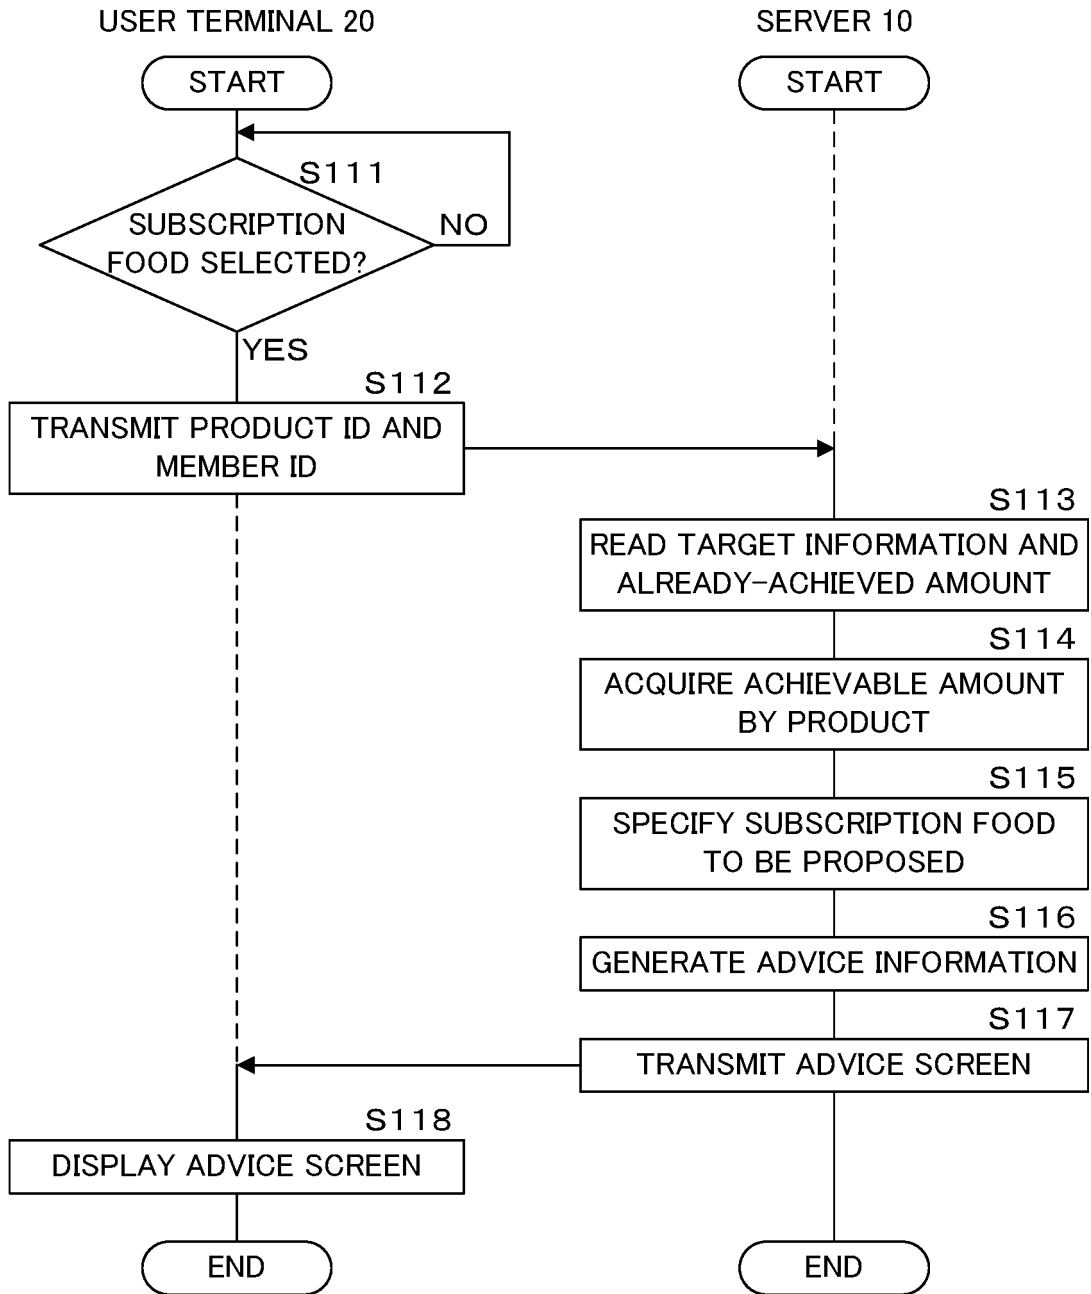 USER TERMINAL 20
SERVER 10
START
START
S111
SUBSCRIPTION
FOOD SELECTED?
NO
YES
S112
TRANSMIT PRODUCT ID AND
MEMBER ID
S113
READ TARGET INFORMATION AND
ALREADY-ACHIEVED AMOUNT
S114
ACQUIRE ACHIEVABLE AMOUNT
BY PRODUCT
S115
SPECIFY SUBSCRIPTION FOOD
TO BE PROPOSED
S116
GENERATE ADVICE INFORMATION
S117
TRANSMIT ADVICE SCREEN
S118
DISPLAY ADVICE SCREEN
END
END